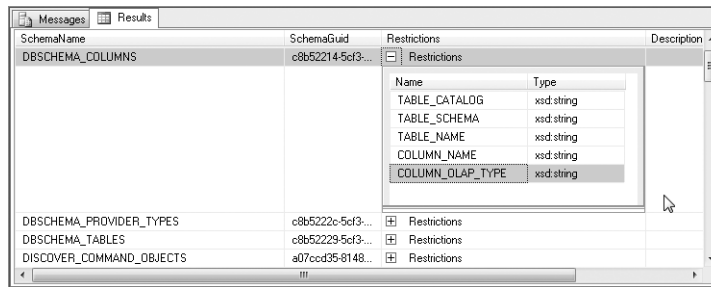 Messages Results
SchemaName SchemaGuid Restrictions Description
DBSCHEMA_COLUMNS c8b52214-5cf3-... Restrictions
Name Type
TABLE_CATALOG xsd:string
TABLE_SCHEMA xsd:string
TABLE_NAME xsd:string
COLUMN_NAME xsd:string
COLUMN_OLAP_TYPE xsd:string
DBSCHEMA_PROVIDER_TYPES c8b5222c-5cf3-... Restrictions
DBSCHEMA_TABLES c8b52229-5cf3-... Restrictions
DISCOVER_COMMAND_OBJECTS a07ccd35-8148... Restrictions